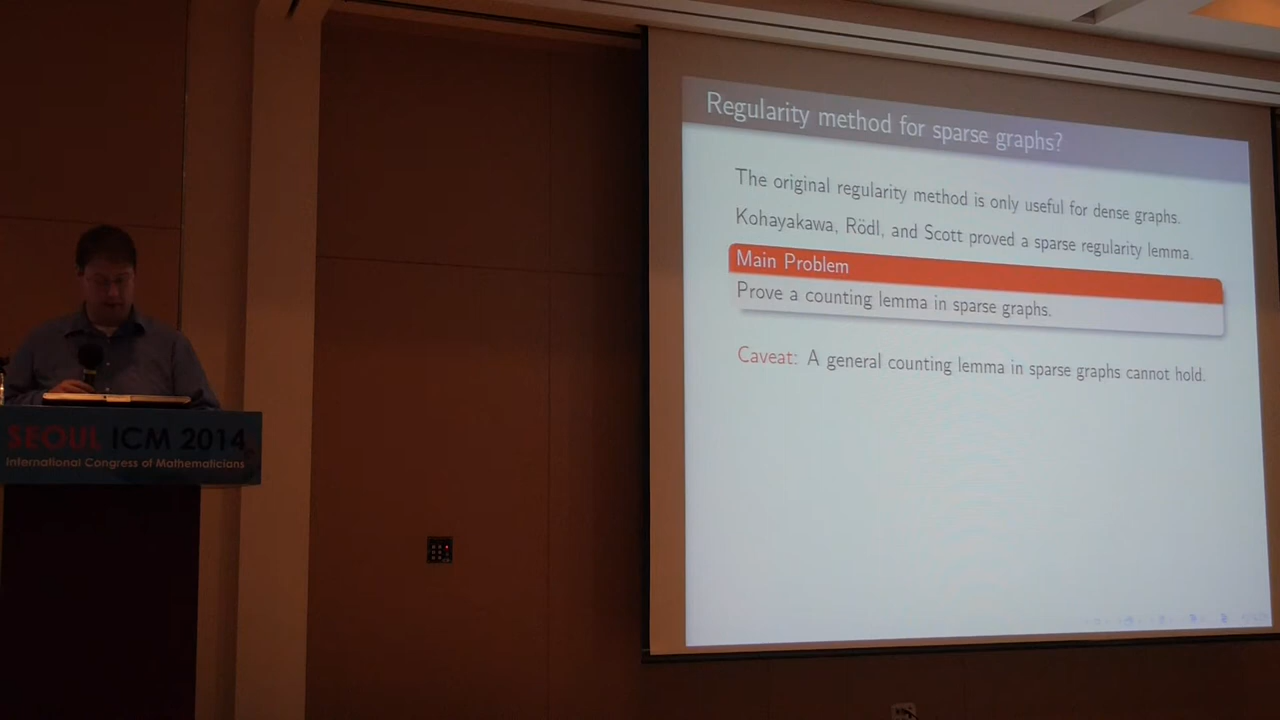 Regularity method for sparse graphs?
The original regularity method is only useful for dense graphs.
Kohayakawa, Rödl, and Scott proved a sparse regularity lemma.
Main Problem
Prove a counting lemma in sparse graphs.
Caveat: A general counting lemma in sparse graphs cannot hold.
SEOUL ICM 2014
International Congress of Mathematicians